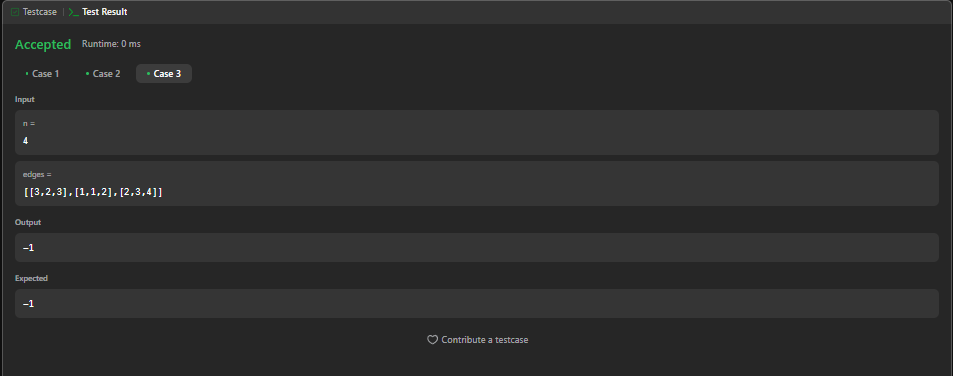 Testcase | >_ Test Result
Accepted Runtime: 0 ms
• Case 1 • Case 2 • Case 3
Input
n =
4
edges =
[[3,2,3],[1,1,2],[2,3,4]]
Output
-1
Expected
-1
Contribute a testcase